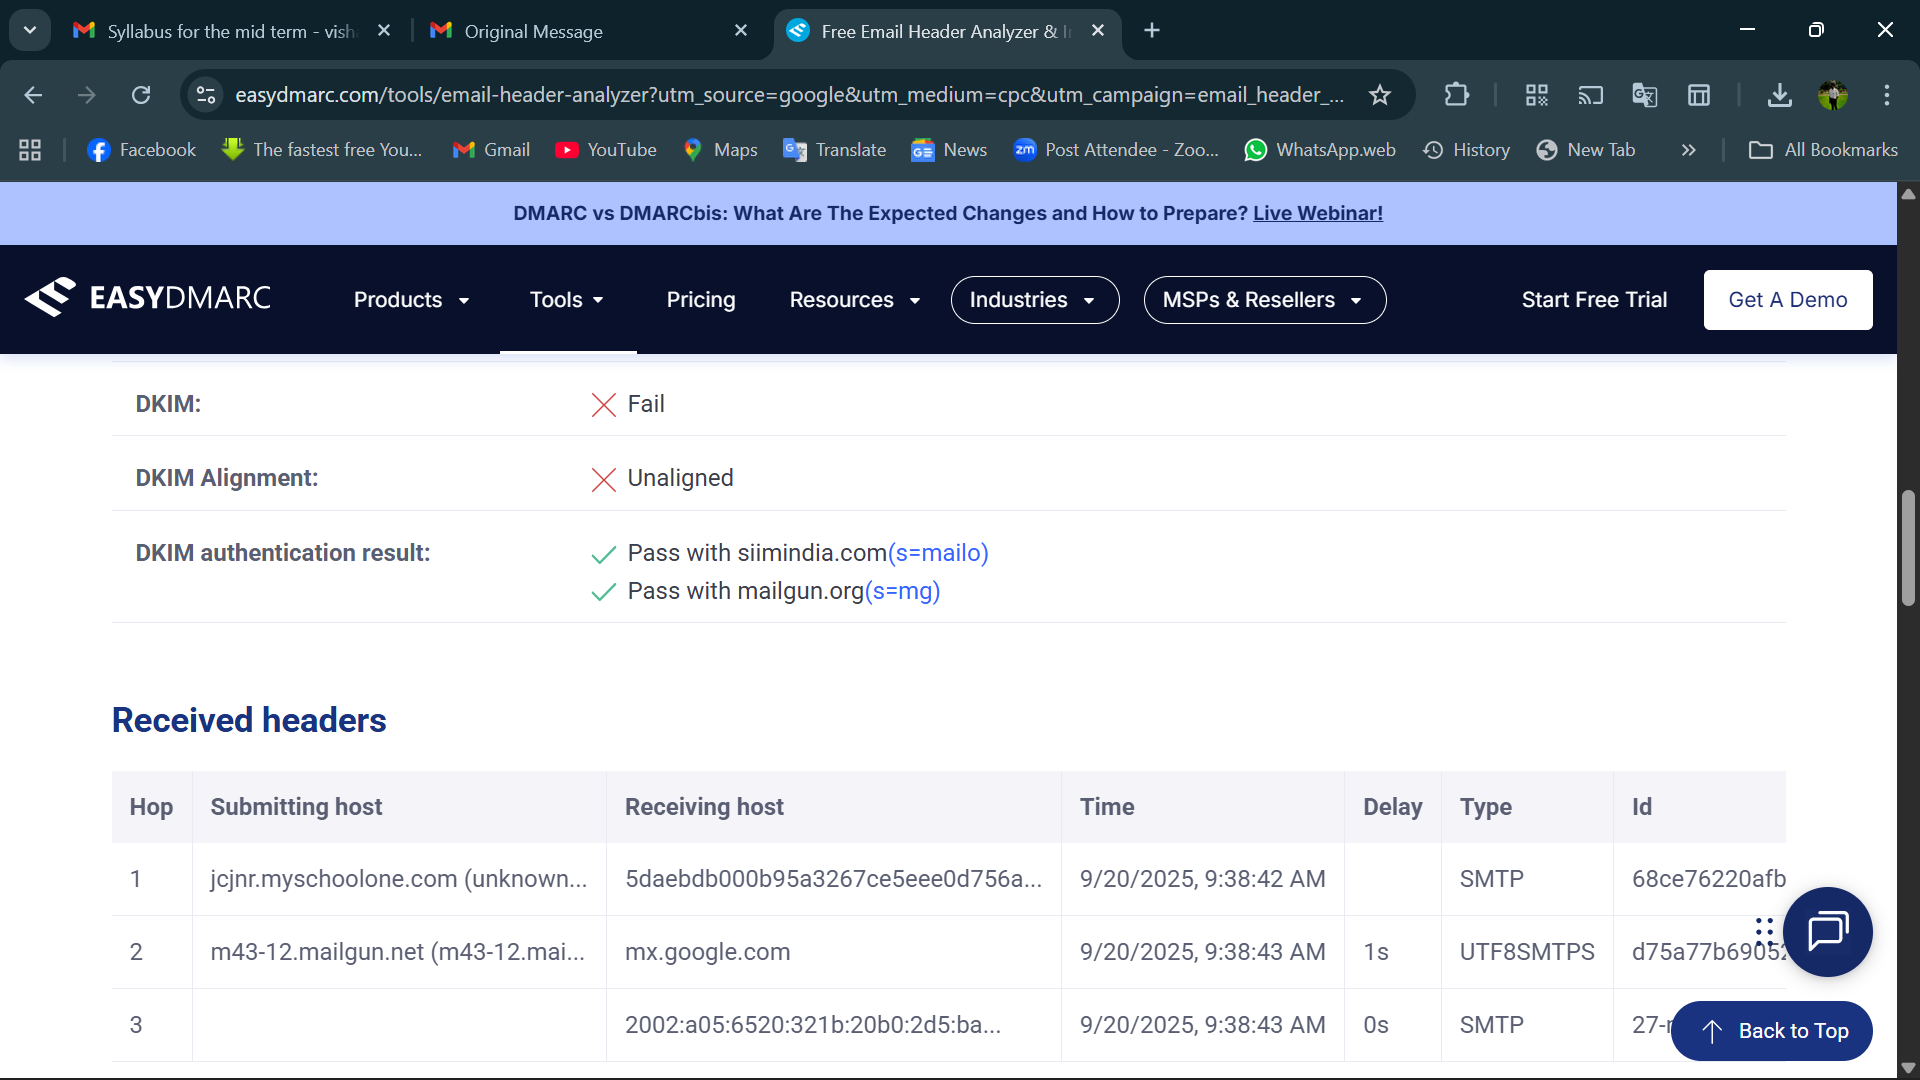 Syllabus for the mid term - vish
Original Message
Free Email Header Analyzer & I
easydmarc.com/tools/email-header-analyzer?utm_source=google&utm_medium=cpc&utm_campaign=email_header_...
Facebook
The fastest free You...
Gmail
YouTube
Maps
Translate
News
zm
Post Attendee - Zoo...
WhatsApp.web
History
New Tab
»
All Bookmarks
DMARC vs DMARCbis: What Are The Expected Changes and How to Prepare? Live Webinar!
EASYDMARC
Products
Tools
Pricing
Resources
Industries
MSPs & Resellers
Start Free Trial
Get A Demo
DKIM: Fail
DKIM Alignment: Unaligned
DKIM authentication result: Pass with siimindia.com(s=mailo)
Pass with mailgun.org(s=mg)
Received headers
Hop Submitting host Receiving host Time Delay Type Id
1 jcjnr.myschoolone.com (unknown... 5daebdb000b95a3267ce5eee0d756a... 9/20/2025, 9:38:42 AM SMTP 68ce76220afb
2 m43-12.mailgun.net (m43-12.mai... mx.google.com 9/20/2025, 9:38:43 AM 1s UTF8SMTPS d75a77b69052
3 2002:a05:6520:321b:20b0:2d5:ba... 9/20/2025, 9:38:43 AM 0s SMTP 27-
Back to Top